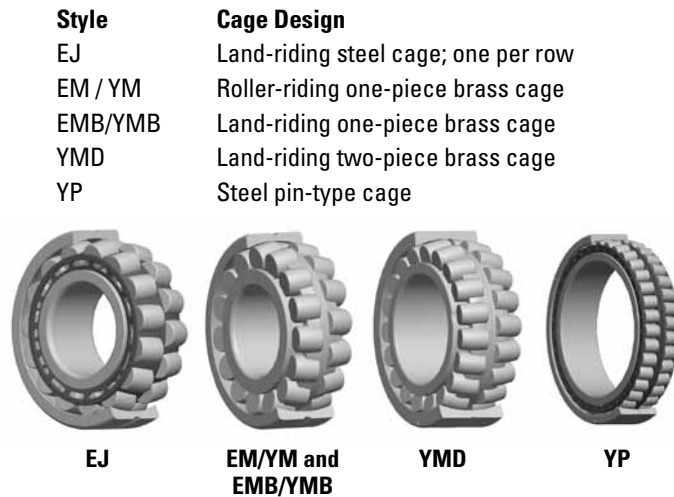 Style Cage Design
EJ Land-riding steel cage; one per row
EM / YM Roller-riding one-piece brass cage
EMB/YMB Land-riding one-piece brass cage
YMD Land-riding two-piece brass cage
YP Steel pin-type cage
EJ EM/YM and YMD YP
EMB/YMB